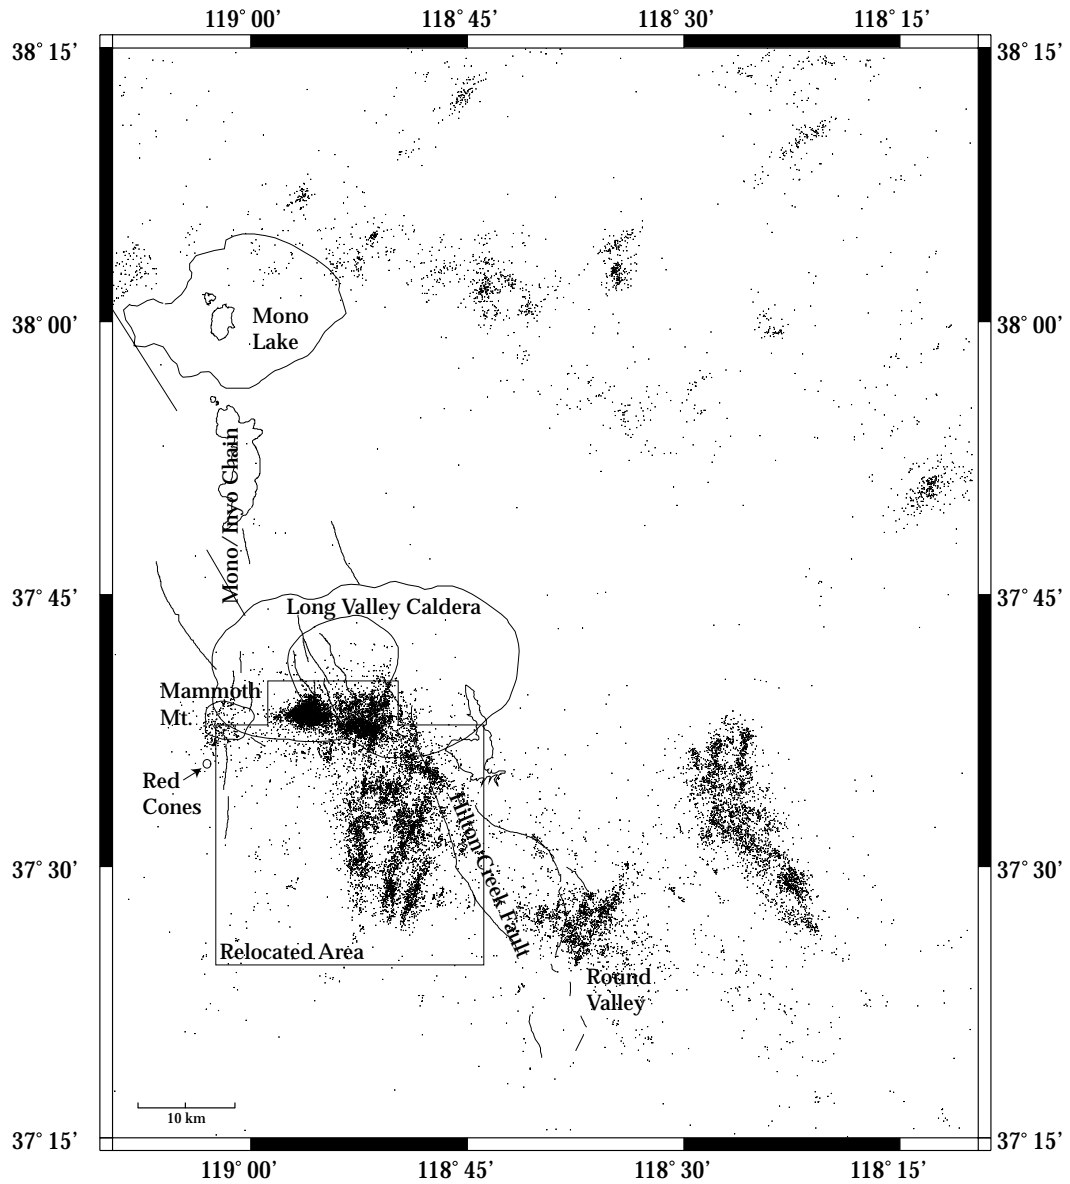 119° 00’ 118° 45’ 118° 30’ 118° 15’
38° 15’ 38° 15’
38° 00’ 38° 00’
Mono
Lake
Mono/Inyo Chain
37° 45’ 37° 45’
Long Valley Caldera
Mammoth
Mt.
Red
Cones
Hilton Creek Fault
37° 30’ 37° 30’
Relocated Area
Round
Valley
10 km
37° 15’ 37° 15’
119° 00’ 118° 45’ 118° 30’ 118° 15’